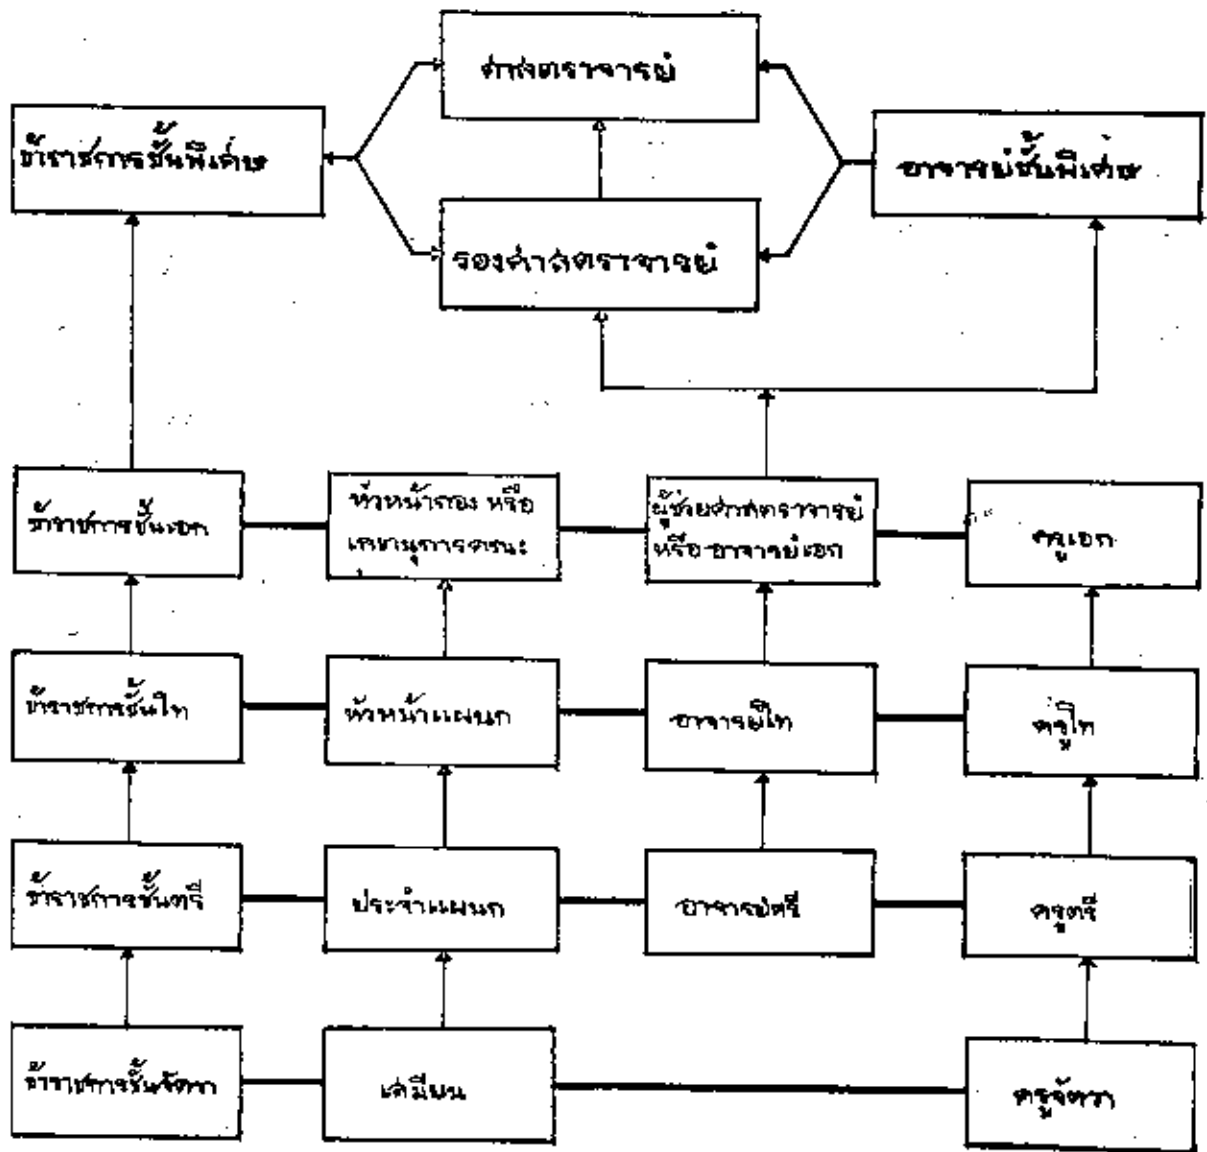 ศาสตราจารย์
ข้าราชการชั้นพิเศษ
อาจารย์ชั้นพิเศษ
รองศาสตราจารย์
ข้าราชการชั้นเอก
หัวหน้ากอง หรือ
เลขานุการคณะ
ผู้ช่วยศาสตราจารย์
หรืออาจารย์เอก
ครูเอก
ข้าราชการชั้นโท
หัวหน้าแผนก
อาจารย์โท
ครูโท
ข้าราชการชั้นตรี
ประจำแผนก
อาจารย์ตรี
ครูตรี
ข้าราชการชั้นจัตวา
เสมียน
ครูจัตวา